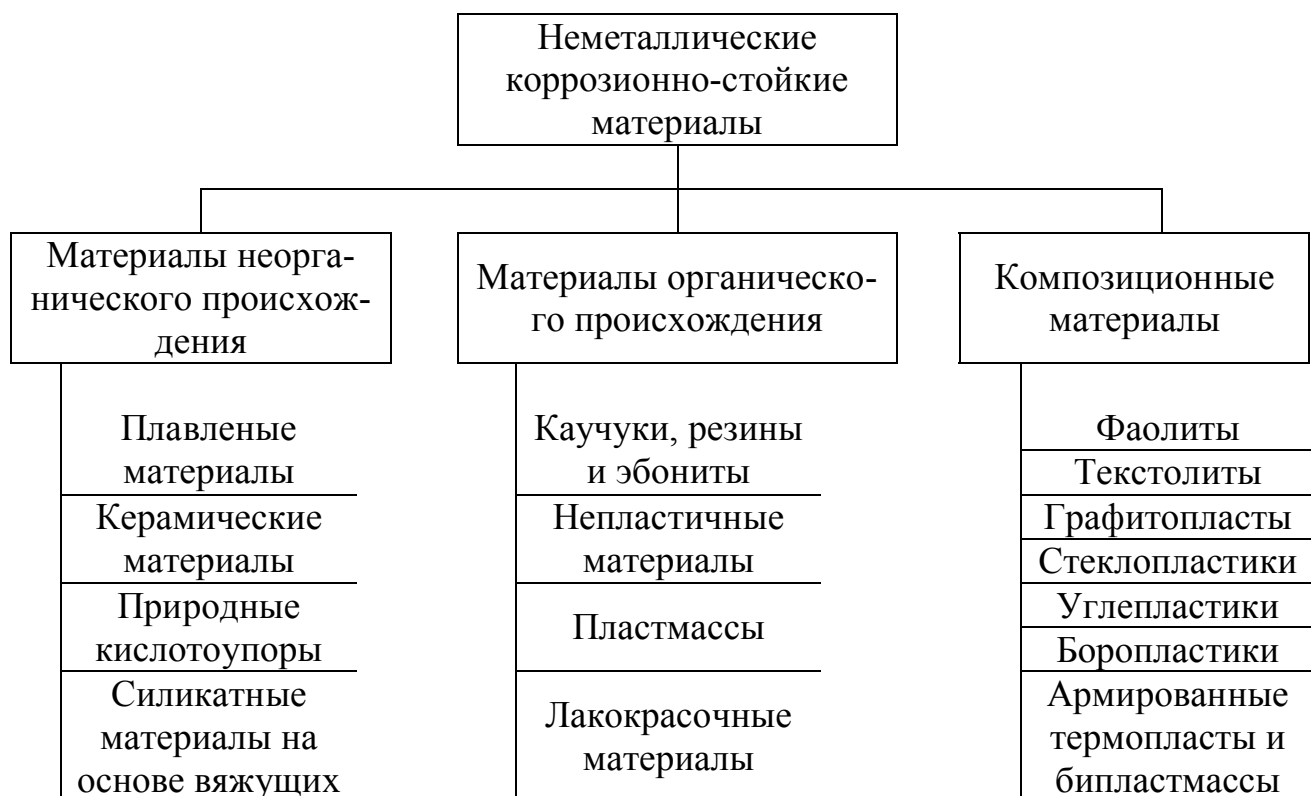 Неметаллические
коррозионно-стойкие
материалы
Материалы неорга-
нического происхож-
дения
Материалы органическо-
го происхождения
Композиционные
материалы
Плавленые
материалы
Керамические
материалы
Природные
кислотоупоры
Силикатные
материалы на
основе вяжущих
Каучуки, резины
и эбониты
Непластичные
материалы
Пластмассы
Лакокрасочные
материалы
Фаолиты
Текстолиты
Графитопласты
Стеклопластики
Углепластики
Боропластики
Армированные
термопласты и
бипластмассы